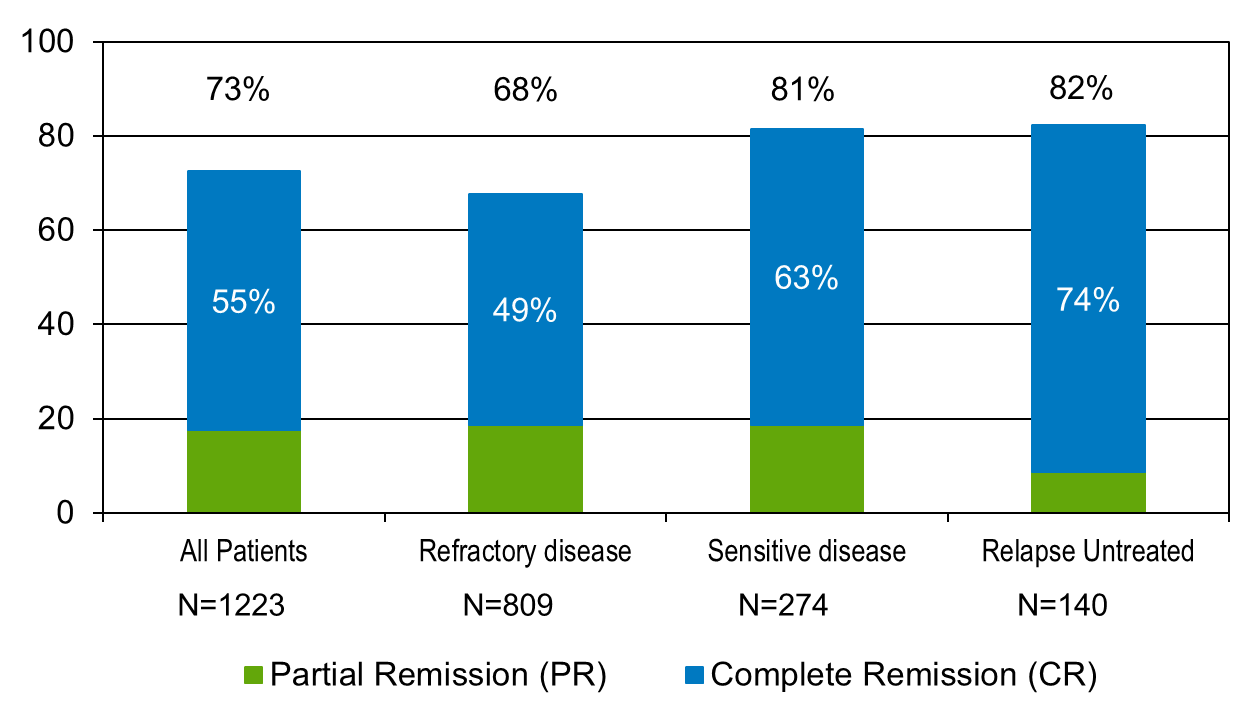 100
73% 68% 81% 82%
80
60
55% 49% 63% 74%
40
20
0
All Patients Refractory disease Sensitive disease Relapse Untreated
N=1223 N=809 N=274 N=140
Partial Remission (PR) Complete Remission (CR)